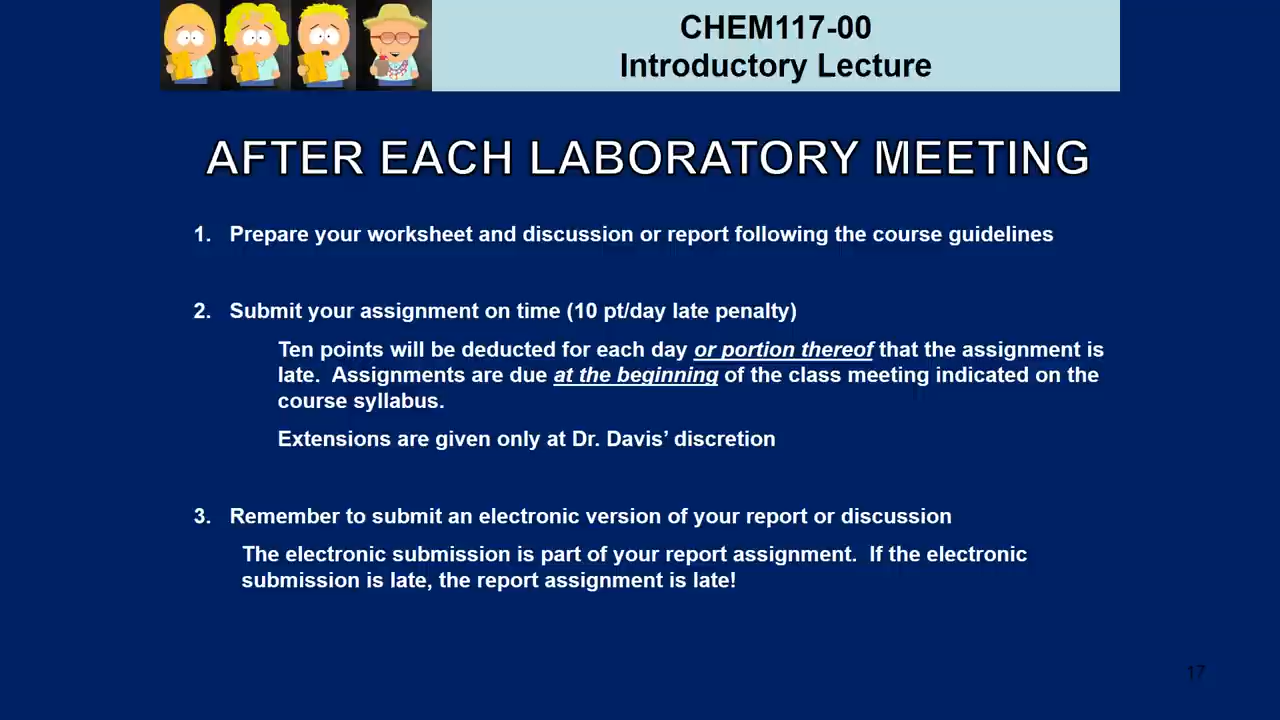 CHEM117-00
Introductory Lecture
AFTER EACH LABORATORY MEETING
1. Prepare your worksheet and discussion or report following the course guidelines
2. Submit your assignment on time (10 pt/day late penalty)
Ten points will be deducted for each day or portion thereof that the assignment is
late. Assignments are due at the beginning of the class meeting indicated on the
course syllabus.
Extensions are given only at Dr. Davis’ discretion
3. Remember to submit an electronic version of your report or discussion
The electronic submission is part of your report assignment. If the electronic
submission is late, the report assignment is late!
17